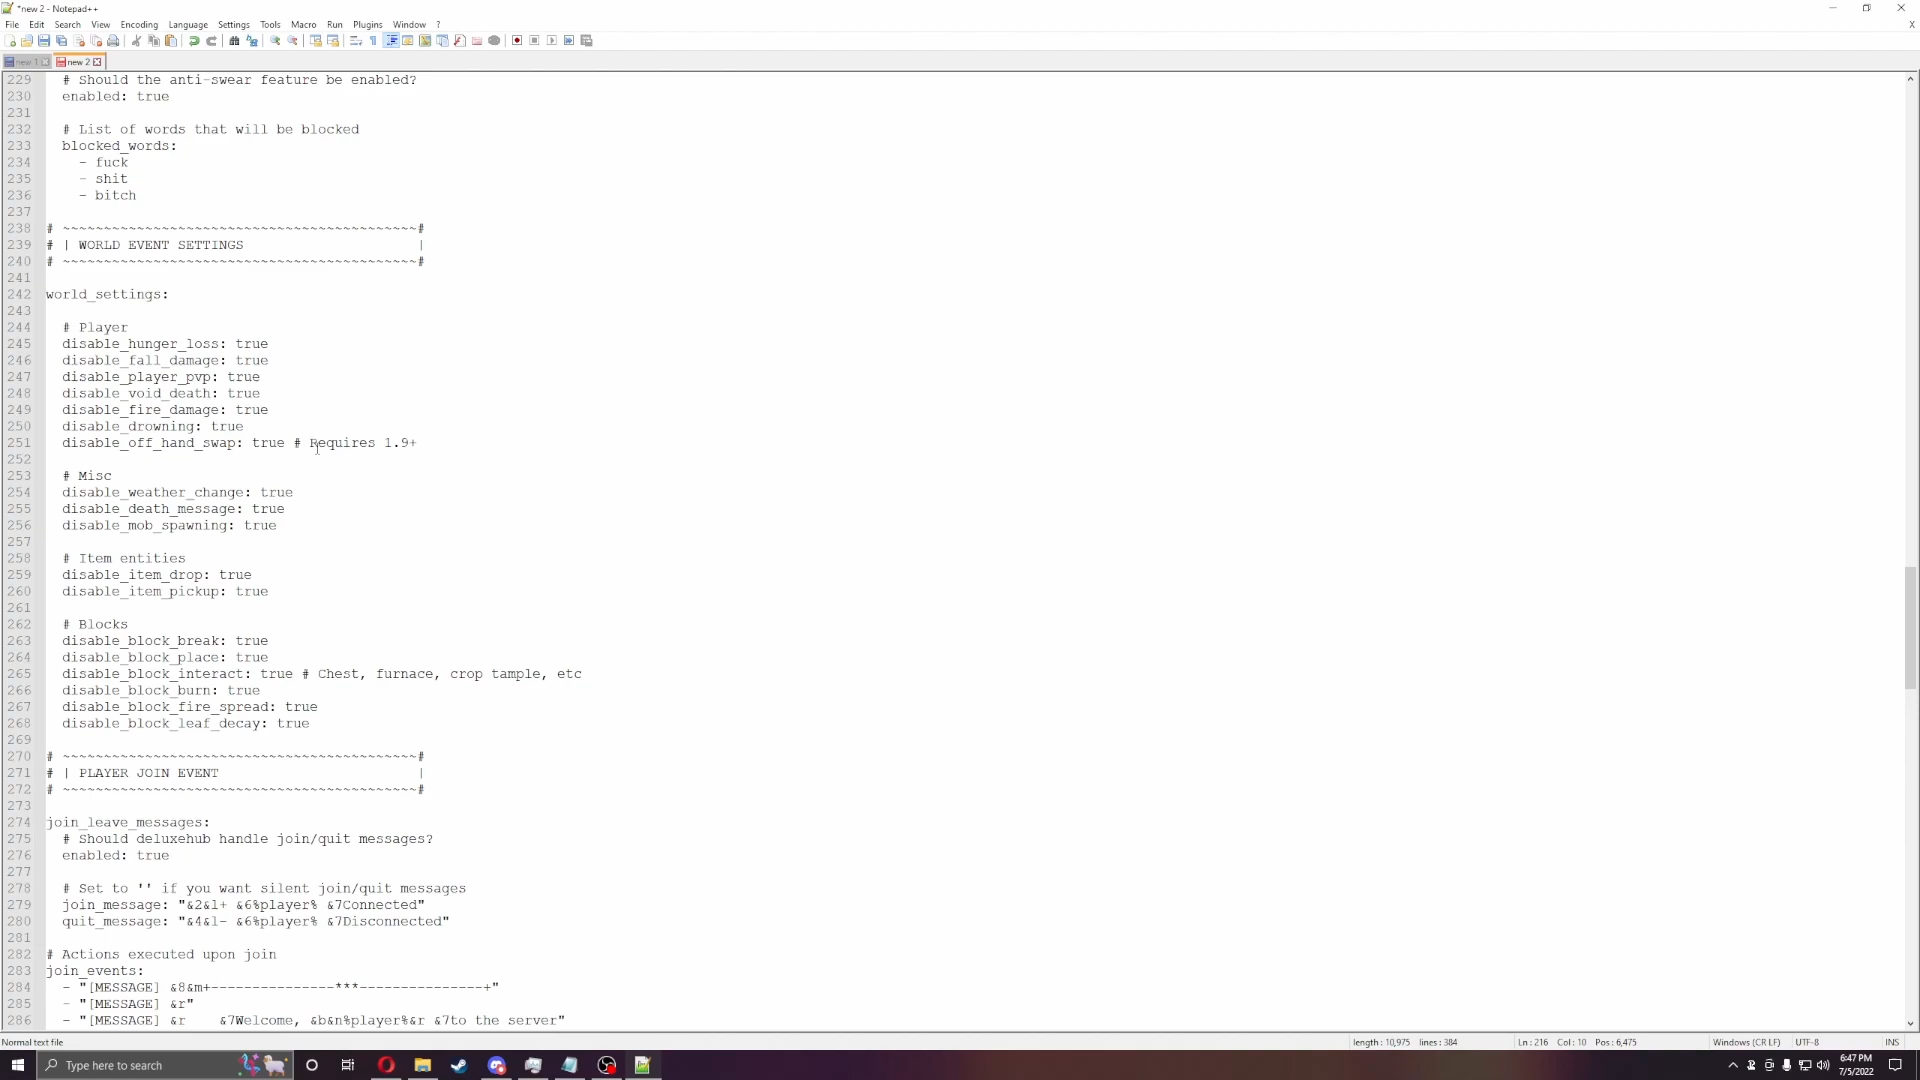 *new 2 - Notepad++
File Edit Search View Encoding Language Settings Tools Macro Run Plugins Window ?
new 1 new 2
229 # Should the anti-swear feature be enabled?
230 enabled: true
231
232 # List of words that will be blocked
233 blocked_words:
234 - fuck
235 - shit
236 - bitch
237
238 # ~~~~~~~~~~~~~~~~~~~~~~~~~~~~~~~~~~~~~~~~~~~#
239 # | WORLD EVENT SETTINGS |
240 # ~~~~~~~~~~~~~~~~~~~~~~~~~~~~~~~~~~~~~~~~~~~#
241
242 world_settings:
243
244 # Player
245 disable_hunger_loss: true
246 disable_fall_damage: true
247 disable_player_pvp: true
248 disable_void_death: true
249 disable_fire_damage: true
250 disable_drowning: true
251 disable_off_hand_swap: true # Requires 1.9+
252
253 # Misc
254 disable_weather_change: true
255 disable_death_message: true
256 disable_mob_spawning: true
257
258 # Item entities
259 disable_item_drop: true
260 disable_item_pickup: true
261
262 # Blocks
263 disable_block_break: true
264 disable_block_place: true
265 disable_block_interact: true # Chest, furnace, crop tample, etc
266 disable_block_burn: true
267 disable_block_fire_spread: true
268 disable_block_leaf_decay: true
269
270 # ~~~~~~~~~~~~~~~~~~~~~~~~~~~~~~~~~~~~~~~~~~~#
271 # | PLAYER JOIN EVENT |
272 # ~~~~~~~~~~~~~~~~~~~~~~~~~~~~~~~~~~~~~~~~~~~#
273
274 join_leave_messages:
275 # Should deluxehub handle join/quit messages?
276 enabled: true
277
278 # Set to '' if you want silent join/quit messages
279 join_message: "&2&l+ &6%player% &7Connected"
280 quit_message: "&4&l- &6%player% &7Disconnected"
281
282 # Actions executed upon join
283 join_events:
284 - "[MESSAGE] &8&m+---------------***---------------+"
285 - "[MESSAGE] &r"
286 - "[MESSAGE] &r &7Welcome, &b&n%player%&r &7to the server"
Normal text file length : 10,975 lines : 384 Ln : 216 Col : 10 Pos : 6,475 Windows (CR LF) UTF-8 INS
Type here to search 6:47 PM
7/5/2022